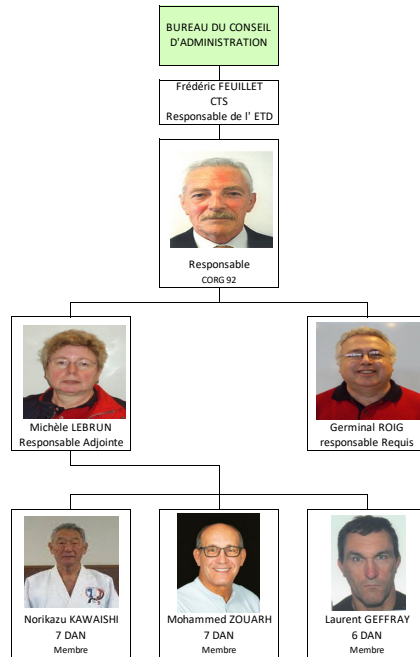 BUREAU DU CONSEIL
D'ADMINISTRATION
Frédéric FEUILLET
CTS
Responsable de l' ETD
Responsable
CORG 92
Michèle LEBRUN
Responsable Adjointe
Germinal ROIG
responsable Requis
Norikazu KAWAISHI
7 DAN
Membre
Mohammed ZOUARH
7 DAN
Membre
Laurent GEFFRAY
6 DAN
Membre